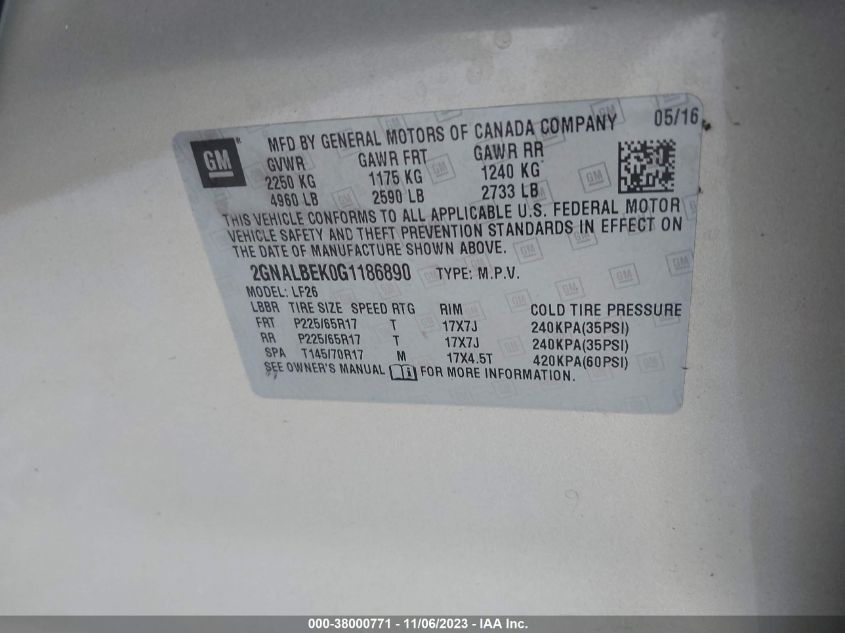 GM
MFD BY GENERAL MOTORS OF CANADA COMPANY 05/16
GVWR GAWR FRT GAWR RR
2250 KG 1175 KG 1240 KG
4960 LB 2590 LB 2733 LB
THIS VEHICLE CONFORMS TO ALL APPLICABLE U.S. FEDERAL MOTOR
VEHICLE SAFETY AND THEFT PREVENTION STANDARDS IN EFFECT ON
THE DATE OF MANUFACTURE SHOWN ABOVE.
2GNALBEK0G1186890 TYPE: M.P.V.
MODEL: LF26
LBBR TIRE SIZE SPEED RTG RIM COLD TIRE PRESSURE
FRT P225/65R17 T 17X7J 240KPA(35PSI)
RR P225/65R17 T 17X7J 240KPA(35PSI)
SPA T145/70R17 M 17X4.5T 420KPA(60PSI)
SEE OWNER'S MANUAL FOR MORE INFORMATION.
000-38000771 - 11/06/2023 - IAA Inc.